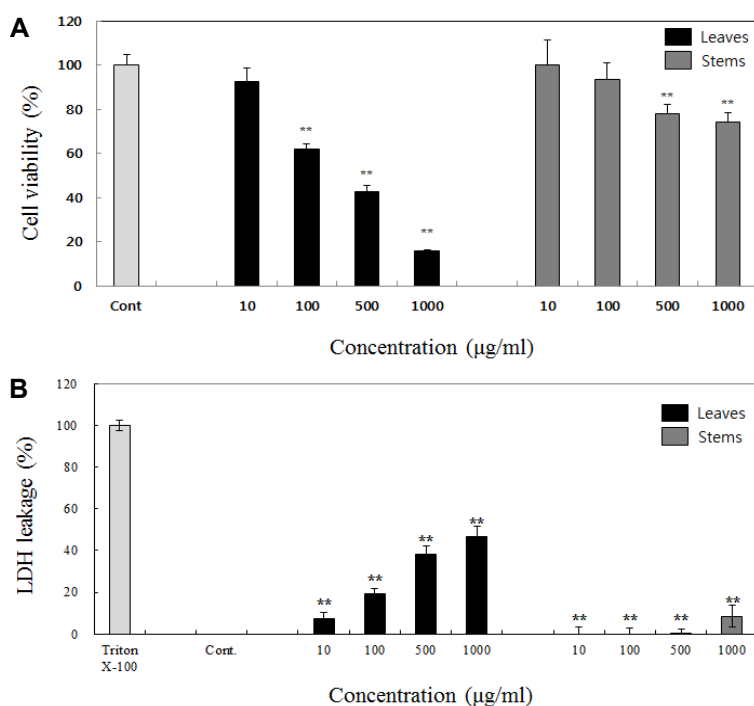 A
Cell viability (%)
120
100
80
60
40
20
0
Leaves
Stems
**
**
**
**
**
Cont 10 100 500 1000 10 100 500 1000
Concentration (µg/ml)
B
LDH leakage (%)
120
100
80
60
40
20
0
Leaves
Stems
**
**
**
**
**
**
**
**
Triton Cont. 10 100 500 1000 10 100 500 1000
X-100
Concentration (µg/ml)